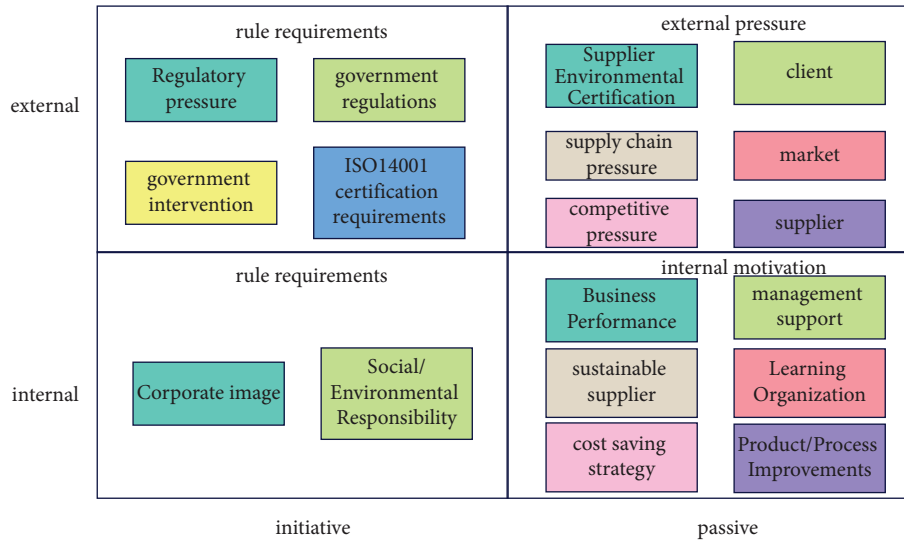 rule requirements
Regulatory
pressure
government
regulations
government
intervention
ISO14001
certification
requirements
external
external pressure
Supplier
Environmental
Certification
client
supply chain
pressure
market
competitive
pressure
supplier
rule requirements
Corporate image
Social/
Environmental
Responsibility
internal
internal motivation
Business
Performance
management
support
sustainable
supplier
Learning
Organization
cost saving
strategy
Product/Process
Improvements
initiative
passive